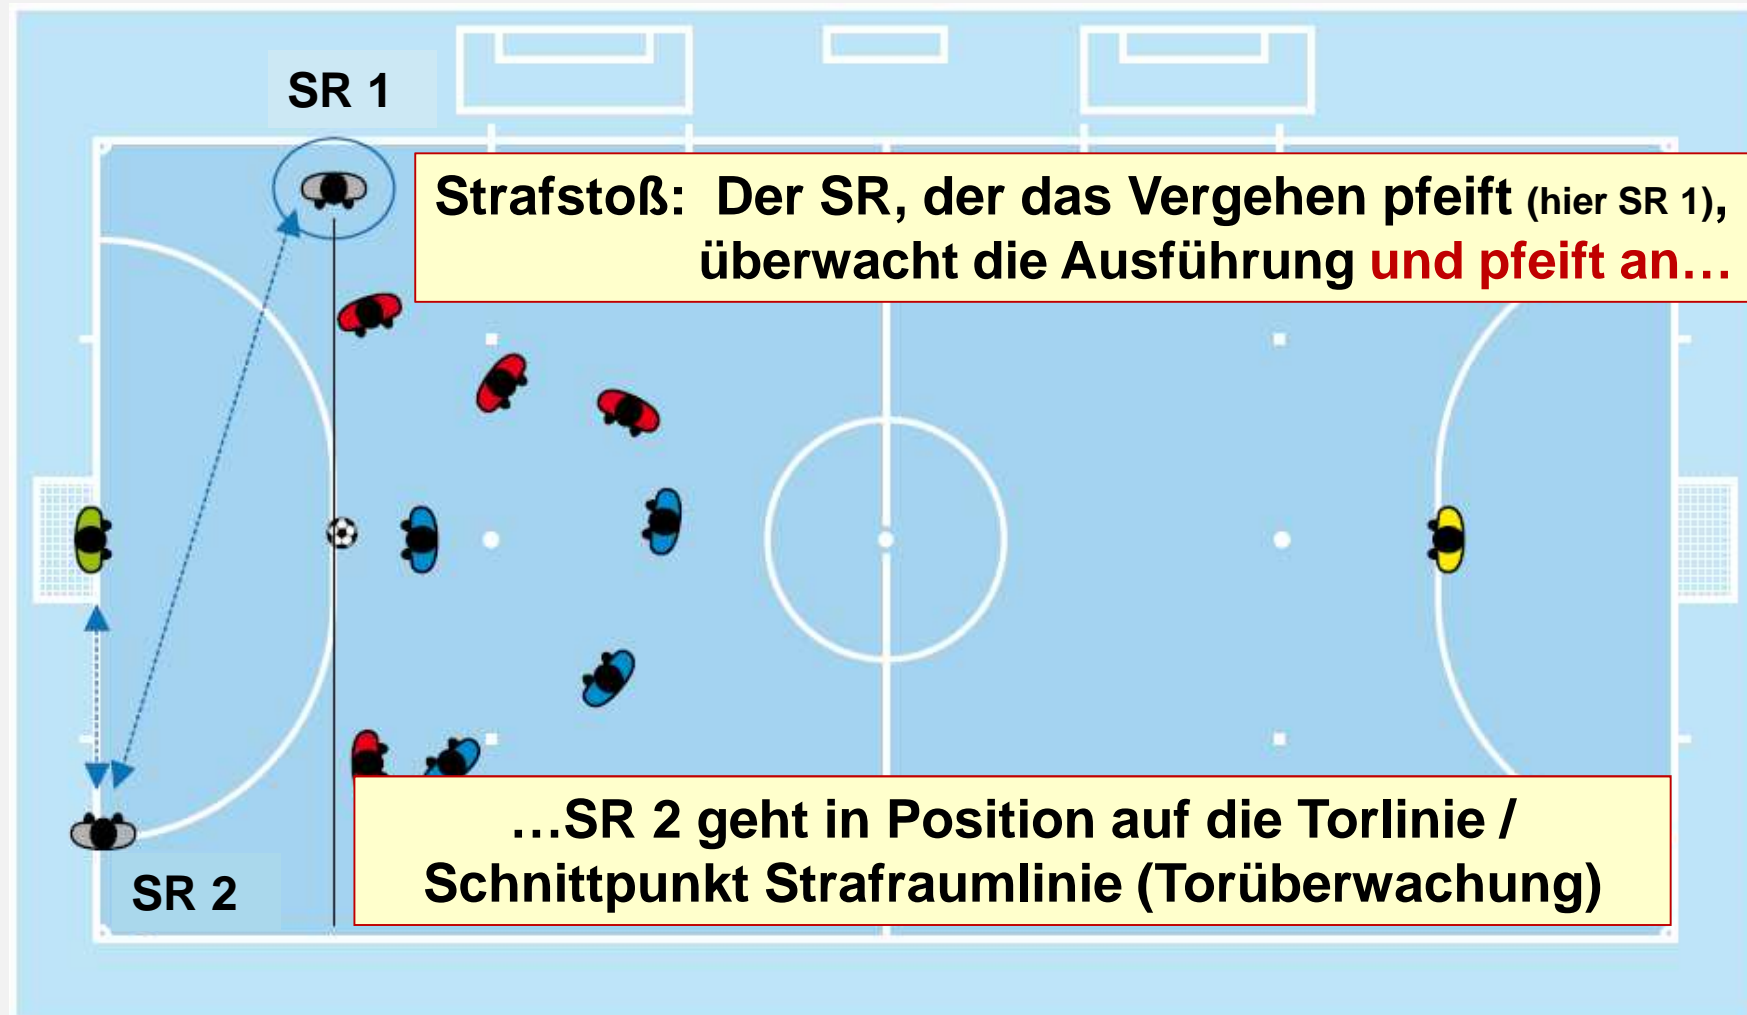 SR 1
Strafstoß: Der SR, der das Vergehen pfeift (hier SR 1),
überwacht die Ausführung und pfeift an…
…SR 2 geht in Position auf die Torlinie /
Schnittpunkt Strafraumlinie (Torüberwachung)
SR 2